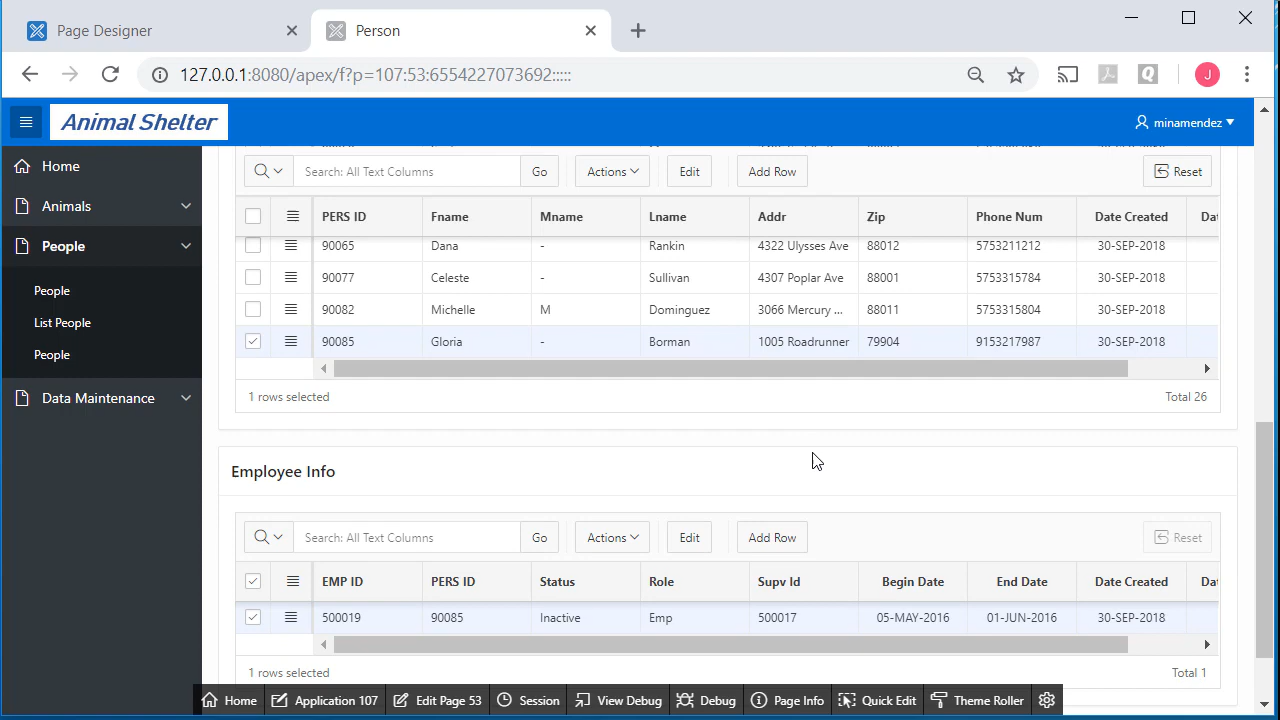 Page Designer
Person
127.0.0.1:8080/apex/f?p=107:53:6554227073692:::::
J
Animal Shelter
minamendez
Home
Animals
People
People
List People
People
Data Maintenance
Search: All Text Columns Go Actions Edit Add Row Reset
PERS ID Fname Mname Lname Addr Zip Phone Num Date Created
90065 Dana - Rankin 4322 Ulysses Ave 88012 5753211212 30-SEP-2018
90077 Celeste - Sullivan 4307 Poplar Ave 88001 5753315784 30-SEP-2018
90082 Michelle M Dominguez 3066 Mercury ... 88011 5753315804 30-SEP-2018
90085 Gloria - Borman 1005 Roadrunner 79904 9153217987 30-SEP-2018
1 rows selected Total 26
Employee Info
Search: All Text Columns Go Actions Edit Add Row Reset
EMP ID PERS ID Status Role Supv Id Begin Date End Date Date Created
500019 90085 Inactive Emp 500017 05-MAY-2016 01-JUN-2016 30-SEP-2018
1 rows selected Total 1
Home Application 107 Edit Page 53 Session View Debug Debug Page Info Quick Edit Theme Roller